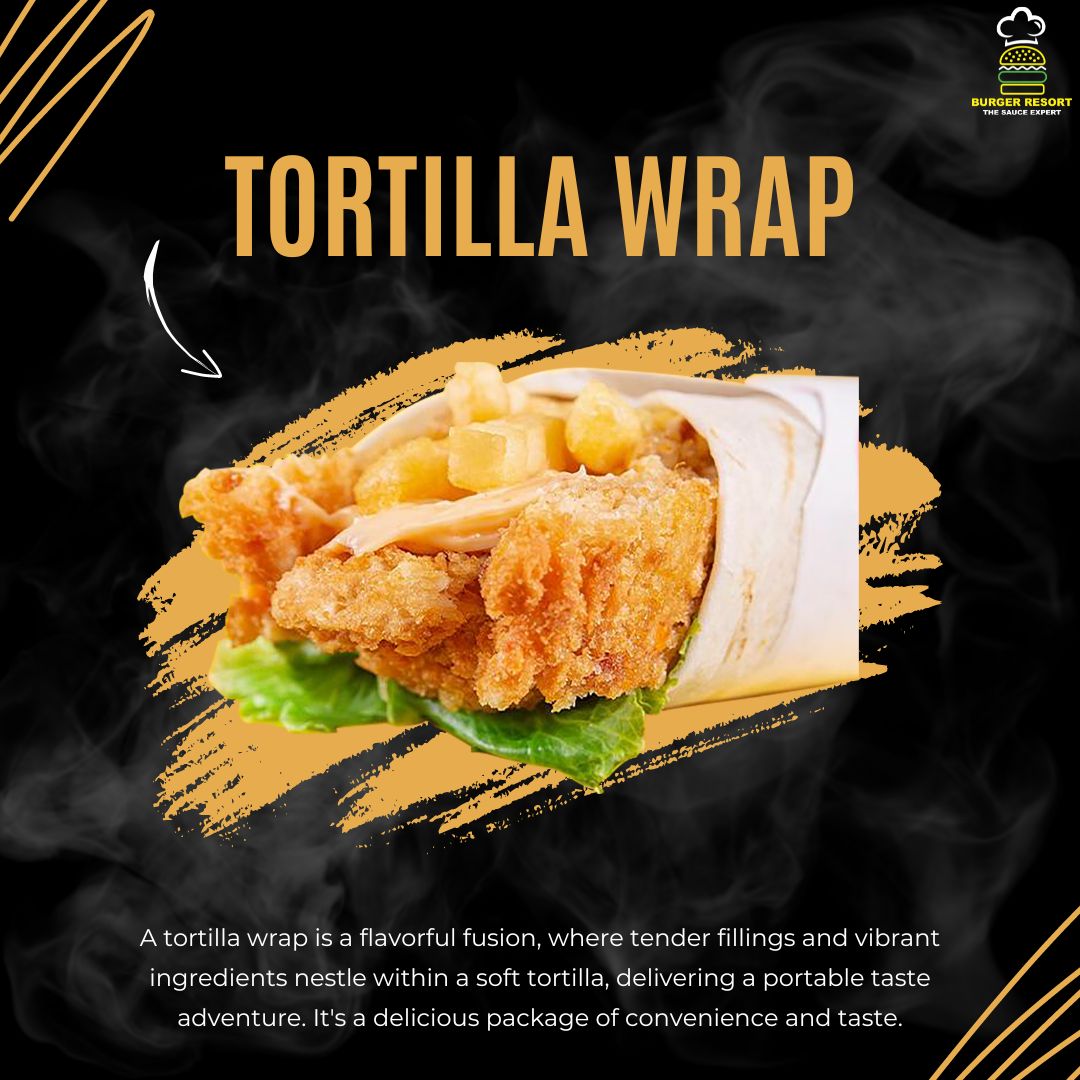 BURGER RESORT
THE SAUCE EXPERT
TORTILLA WRAP
A tortilla wrap is a flavorful fusion, where tender fillings and vibrant
ingredients nestle within a soft tortilla, delivering a portable taste
adventure. It's a delicious package of convenience and taste.